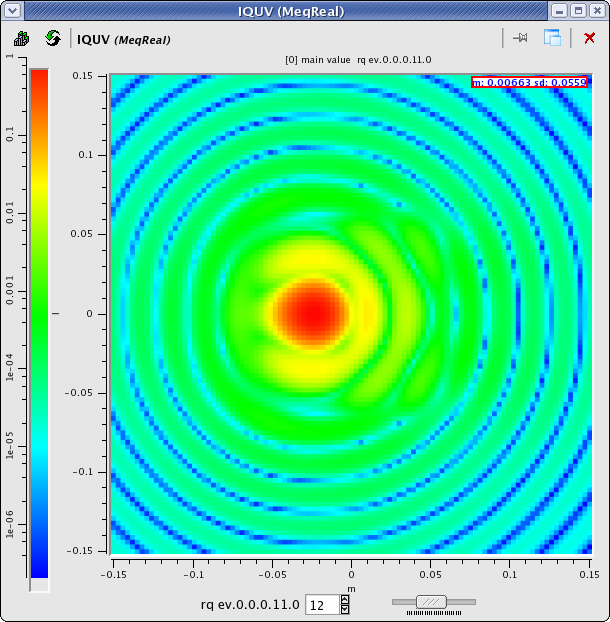 IQUV (MeqReal)
IQUV (MeqReal)
[0] main value rq ev.0.0.0.11.0
m: 0.00663 sd: 0.0559
1
0.1
0.01
0.001
1e-04
1e-05
1e-06
0.15
0.1
0.05
0
-0.05
-0.1
-0.15
-0.15
-0.1
-0.05
0
0.05
0.1
0.15
m
rq ev.0.0.0.11.0 12